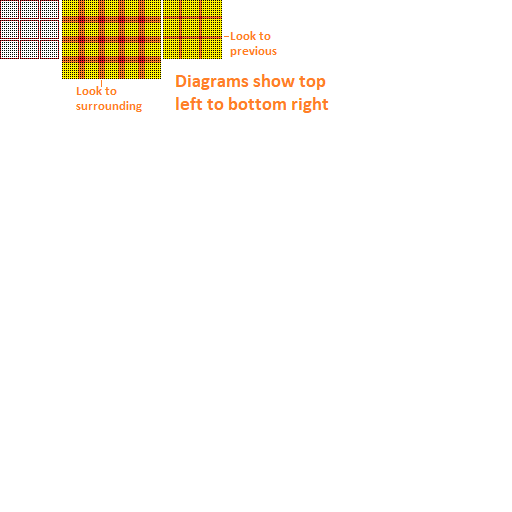 Look to
previous
Diagrams show top
left to bottom right
Look to
surrounding